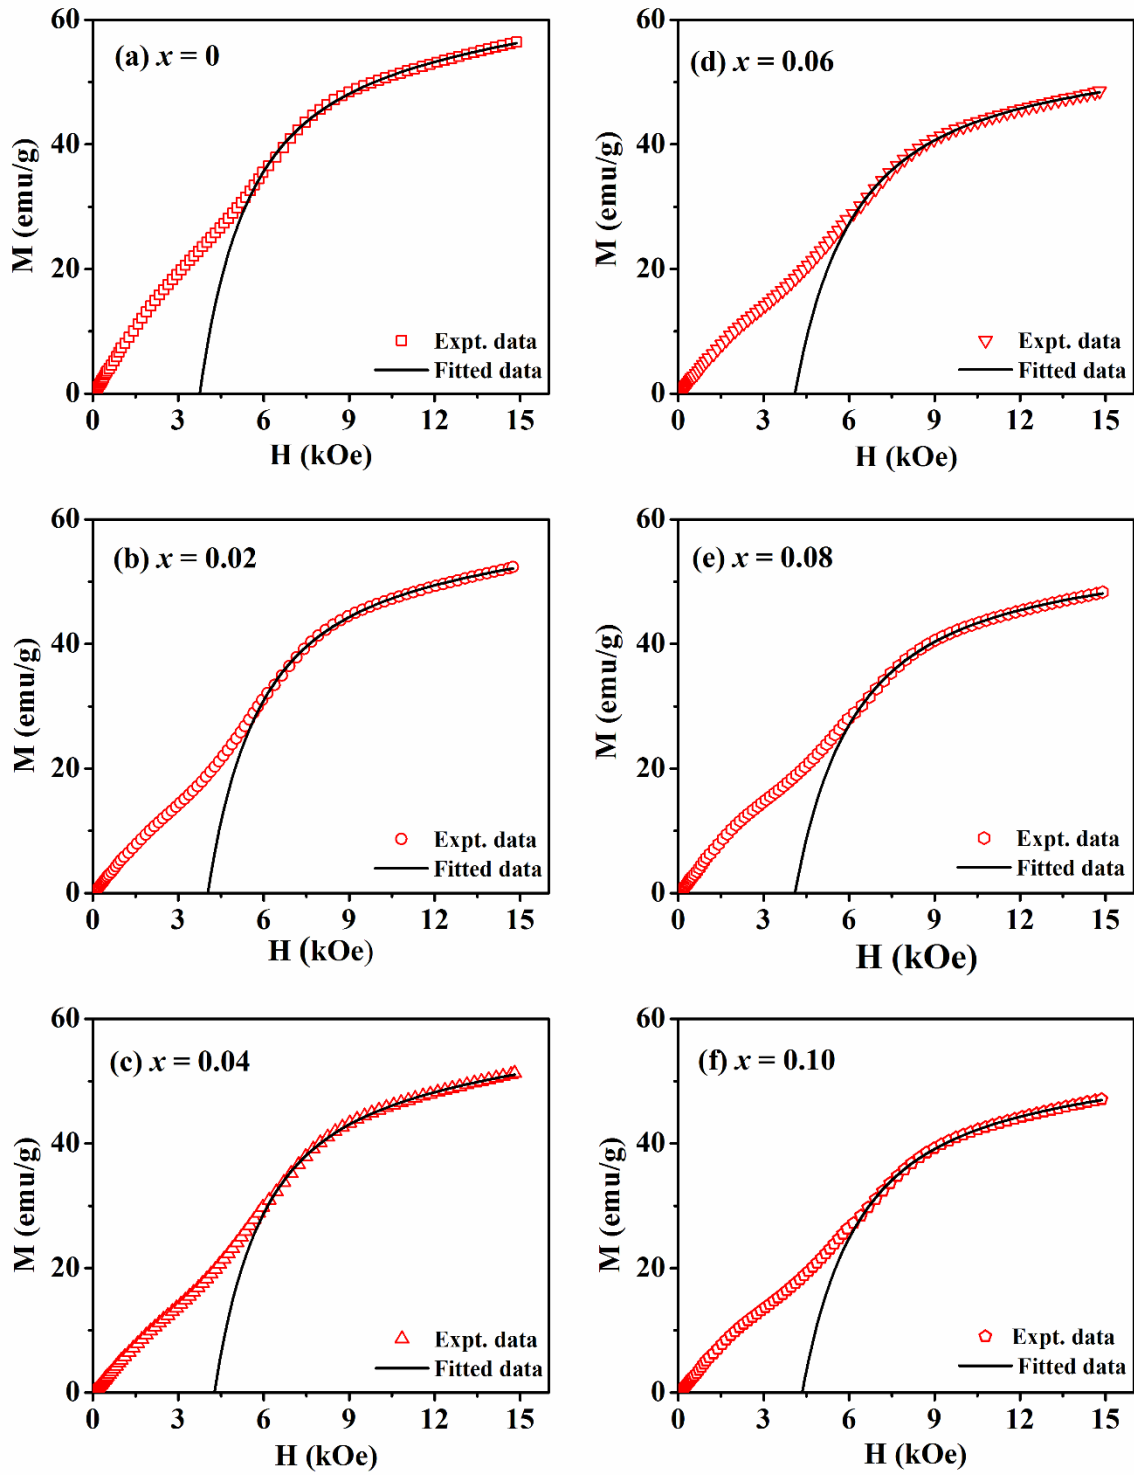 (a) x = 0
M (emu/g)
60
40
20
0
Expt. data
Fitted data
0 3 6 9 12 15
H (kOe)
(d) x = 0.06
M (emu/g)
60
40
20
0
Expt. data
Fitted data
0 3 6 9 12 15
H (kOe)
(b) x = 0.02
M (emu/g)
60
40
20
0
Expt. data
Fitted data
0 3 6 9 12 15
H (kOe)
(e) x = 0.08
M (emu/g)
60
40
20
0
Expt. data
Fitted data
0 3 6 9 12 15
H (kOe)
(c) x = 0.04
M (emu/g)
60
40
20
0
Expt. data
Fitted data
0 3 6 9 12 15
H (kOe)
(f) x = 0.10
M (emu/g)
60
40
20
0
Expt. data
Fitted data
0 3 6 9 12 15
H (kOe)